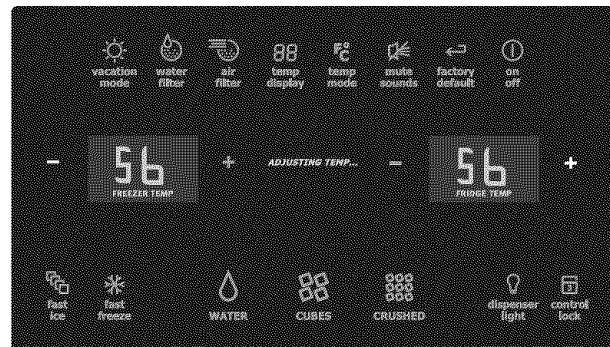 vacation mode
water filter
air filter
88 temp display
F° C temp mode
mute sounds
factory default
on off
56 FREEZER TEMP
ADJUSTING TEMP...
56 FRIDGE TEMP
fast ice
fast freeze
WATER
CUBES
CRUSHED
dispenser light
control lock